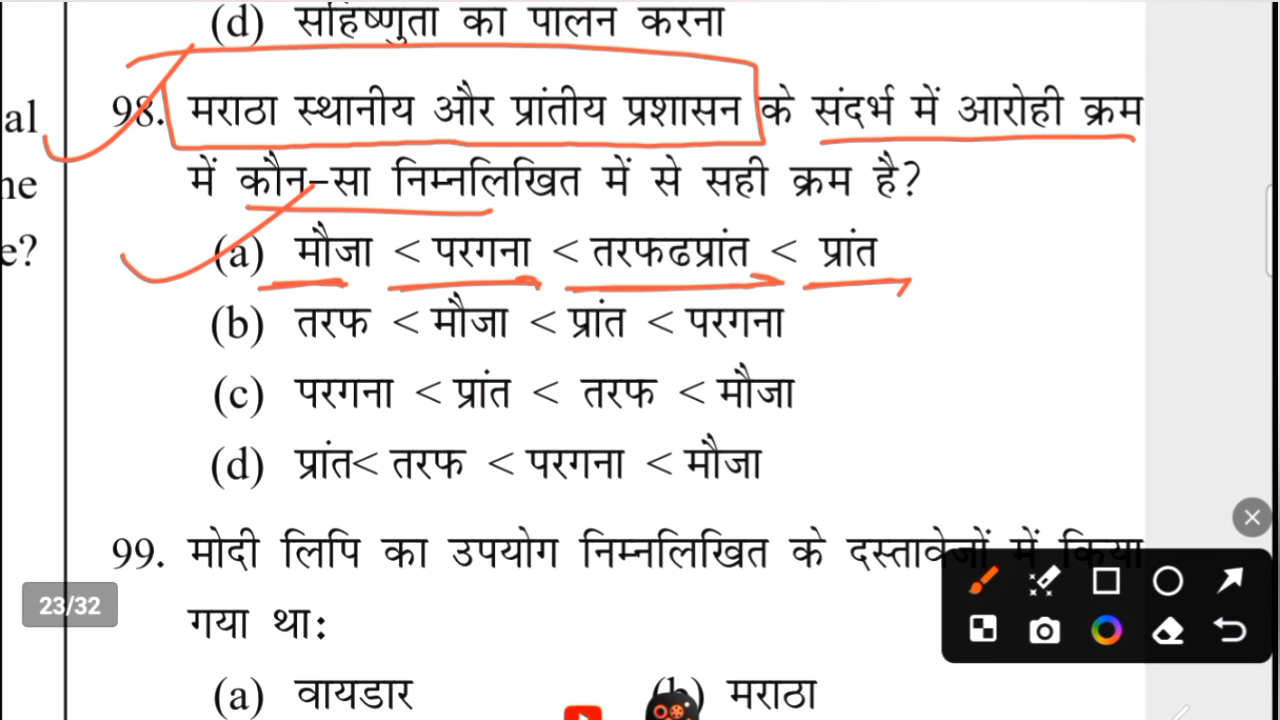 (d) सहिष्णुता का पालन करना
al
98. मराठा स्थानीय और प्रांतीय प्रशासन के संदर्भ में आरोही क्रम
ne
में कौन-सा निम्नलिखित में से सही क्रम है?
e?
(a) मौजा < परगना < तरफढप्रांत < प्रांत
(b) तरफ < मौजा < प्रांत < परगना
(c) परगना < प्रांत < तरफ < मौजा
(d) प्रांत< तरफ < परगना < मौजा
99. मोदी लिपि का उपयोग निम्नलिखित के दस्तावेजों में किया
23/32
गया था:
(a) वायडार (b) मराठा